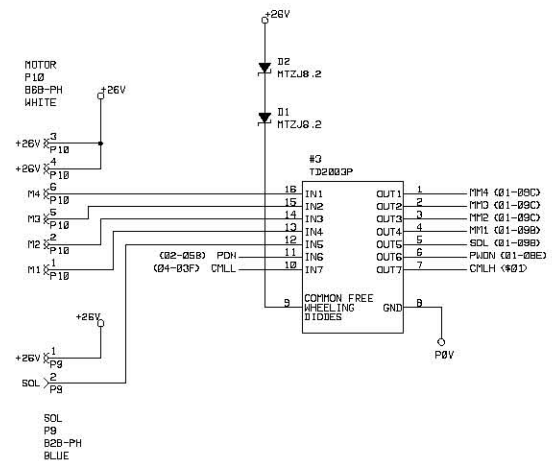 +26V
D2
MTZJ8.2
D1
MTZJ8.2
MOTOR
P10
B6B-PH
WHITE
+26V
+26V 3 P10
+26V 4 P10
M4 6 P10
M3 5 P10
M2 2 P10
M1 1 P10
#3
TD2003P
16 IN1 OUT1 1 MM4 (01-09C)
15 IN2 OUT2 2 MM3 (01-09C)
14 IN3 OUT3 3 MM2 (01-09C)
13 IN4 OUT4 4 MM1 (01-09B)
12 IN5 OUT5 5 SOL (01-09B)
(02-05B) PDN 11 IN6 OUT6 6 PWDN (01-08E)
(04-03F) CMLL 10 IN7 OUT7 7 CMLH ($01)
9 COMMON FREE
WHEELING GND 8
DIODES
P0V
+26V
+26V 1 P9
SOL 2 P9
SOL
P9
B2B-PH
BLUE